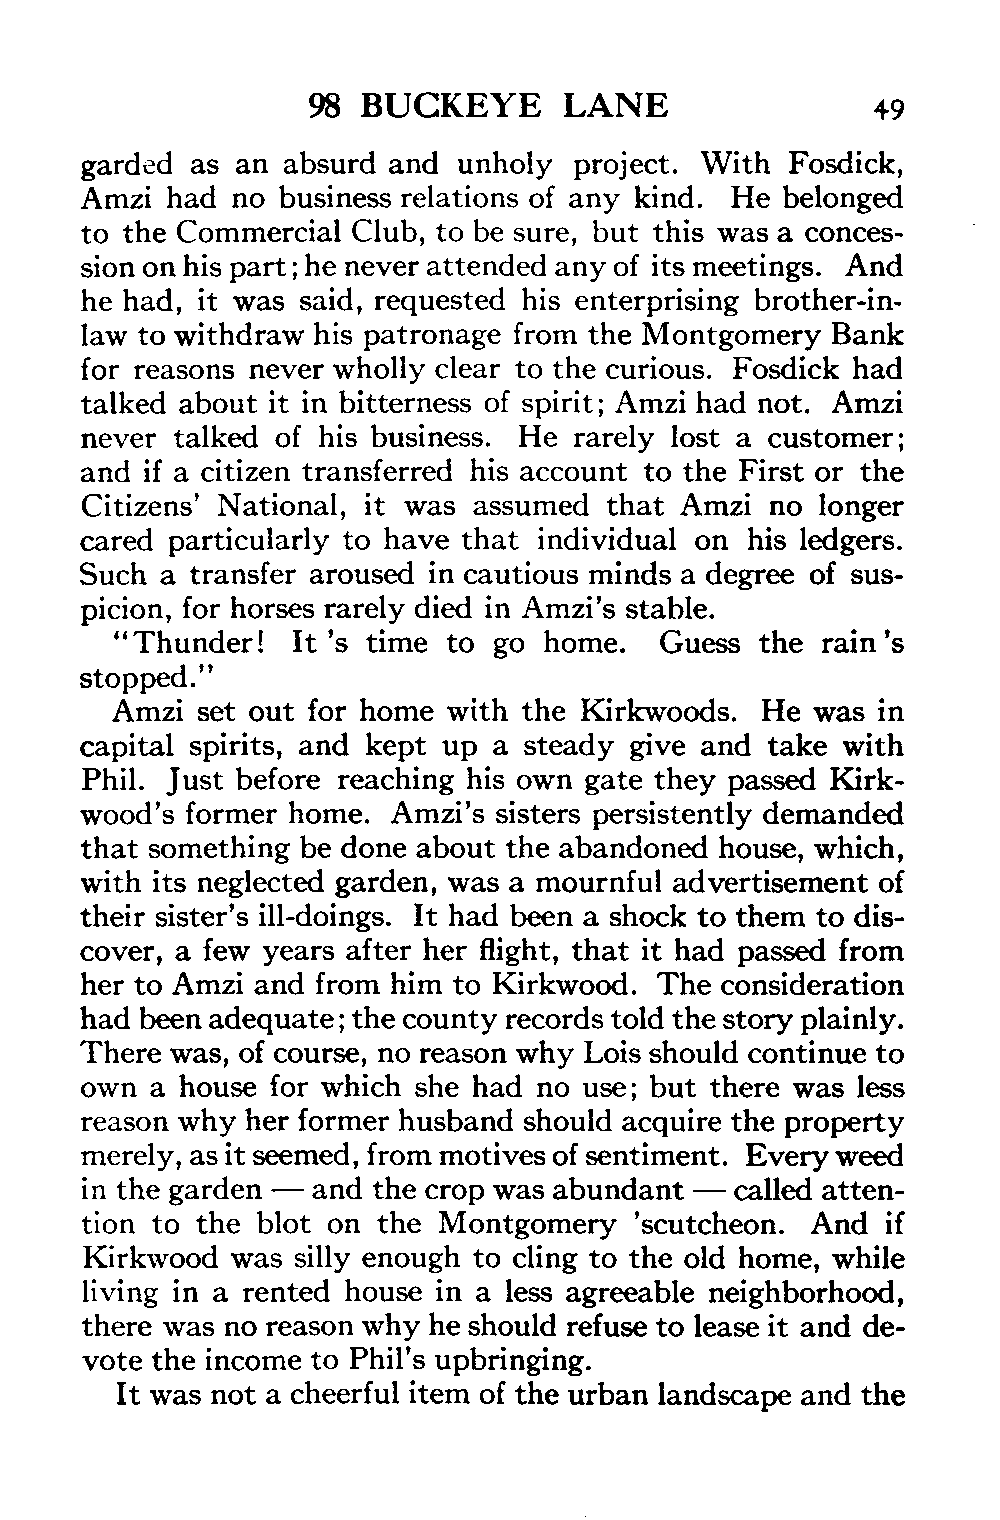 98 BUCKEYE LANE 49
garded as an absurd and unholy project. With Fosdick,
Amzi had no business relations of any kind. He belonged
to the Commercial Club, to be sure, but this was a conces-
sion on his part; he never attended any of its meetings. And
he had, it was said, requested his enterprising brother-in-
law to withdraw his patronage from the Montgomery Bank
for reasons never wholly clear to the curious. Fosdick had
talked about it in bitterness of spirit; Amzi had not. Amzi
never talked of his business. He rarely lost a customer;
and if a citizen transferred his account to the First or the
Citizens' National, it was assumed that Amzi no longer
cared particularly to have that individual on his ledgers.
Such a transfer aroused in cautious minds a degree of sus-
picion, for horses rarely died in Amzi's stable.
"Thunder! It 's time to go home. Guess the rain 's
stopped."
Amzi set out for home with the Kirkwoods. He was in
capital spirits, and kept up a steady give and take with
Phil. Just before reaching his own gate they passed Kirk-
wood's former home. Amzi's sisters persistently demanded
that something be done about the abandoned house, which,
with its neglected garden, was a mournful advertisement of
their sister's ill-doings. It had been a shock to them to dis-
cover, a few years after her flight, that it had passed from
her to Amzi and from him to Kirkwood. The consideration
had been adequate; the county records told the story plainly.
There was, of course, no reason why Lois should continue to
own a house for which she had no use; but there was less
reason why her former husband should acquire the property
merely, as it seemed, from motives of sentiment. Every weed
in the garden — and the crop was abundant — called atten-
tion to the blot on the Montgomery 'scutcheon. And if
Kirkwood was silly enough to cling to the old home, while
living in a rented house in a less agreeable neighborhood,
there was no reason why he should refuse to lease it and de-
vote the income to Phil's upbringing.
It was not a cheerful item of the urban landscape and the